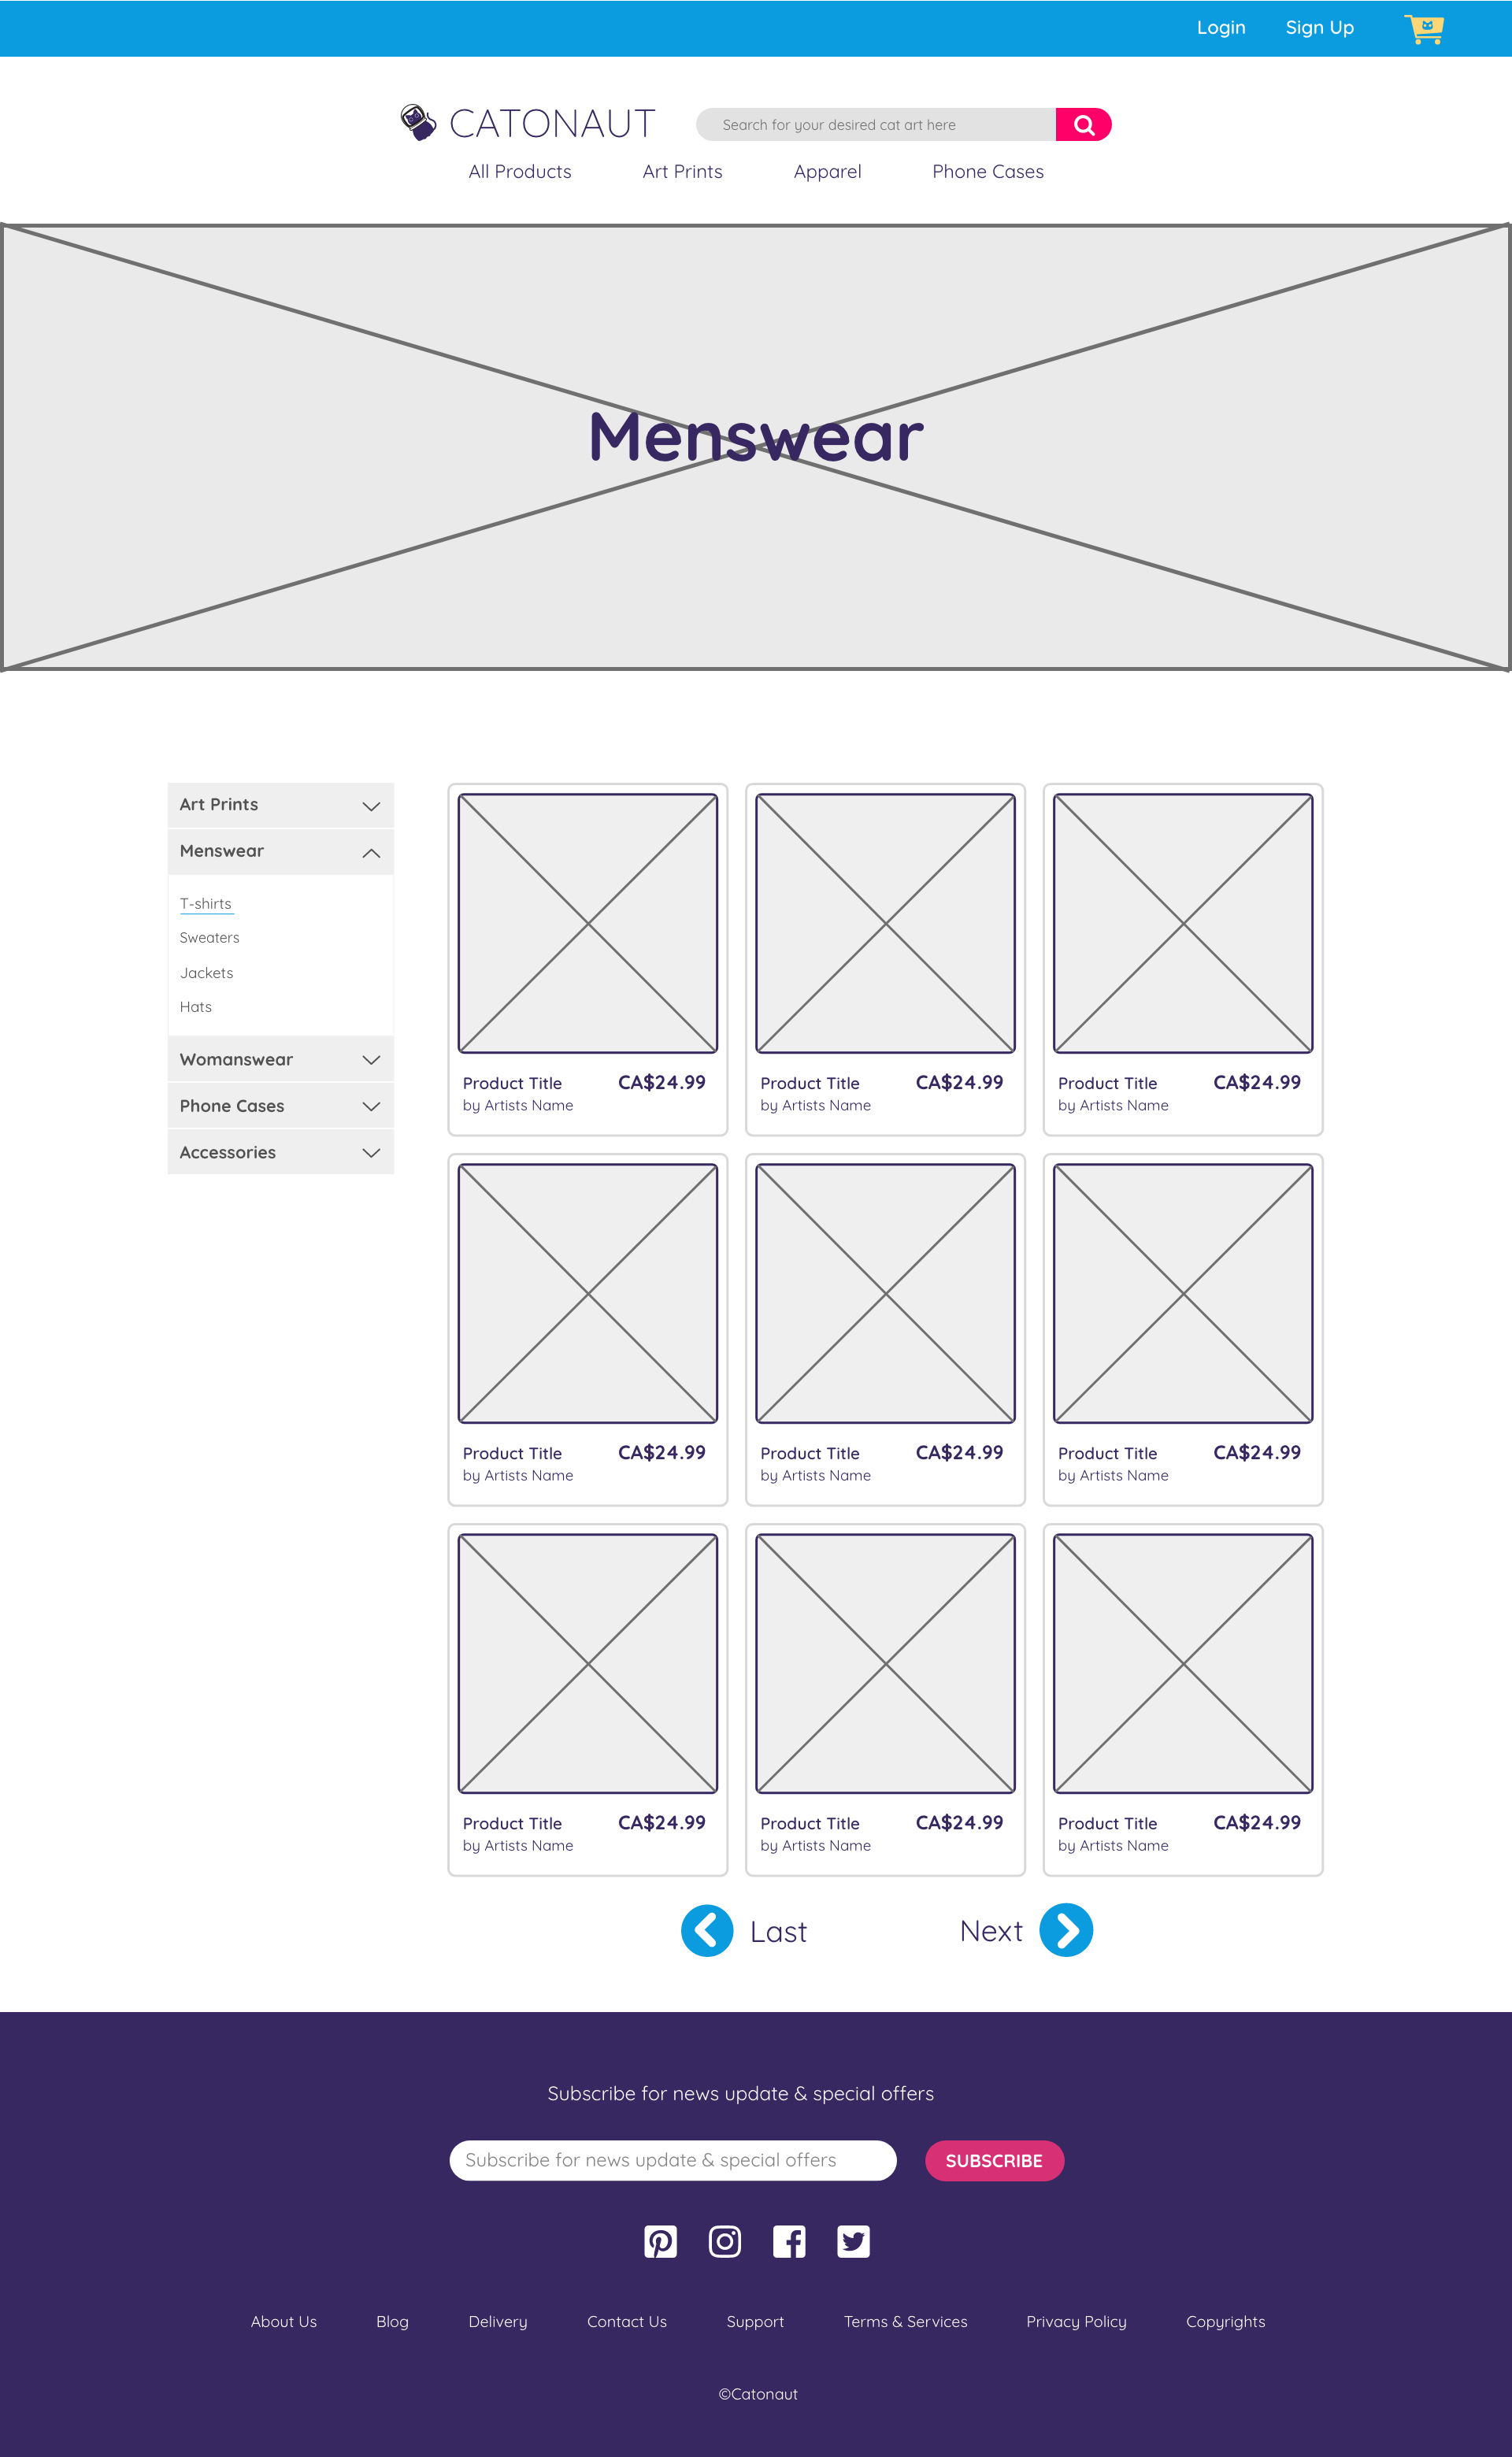 Login Sign Up
CATONAUT
Search for your desired cat art here
All Products Art Prints Apparel Phone Cases
Menswear
Art Prints
Menswear
T-shirts
Sweaters
Jackets
Hats
Womanswear
Phone Cases
Accessories
Product Title CA$24.99
by Artists Name
Product Title CA$24.99
by Artists Name
Product Title CA$24.99
by Artists Name
Product Title CA$24.99
by Artists Name
Product Title CA$24.99
by Artists Name
Product Title CA$24.99
by Artists Name
Product Title CA$24.99
by Artists Name
Product Title CA$24.99
by Artists Name
Product Title CA$24.99
by Artists Name
Last Next
Subscribe for news update & special offers
Subscribe for news update & special offers SUBSCRIBE
About Us Blog Delivery Contact Us Support Terms & Services Privacy Policy Copyrights
©Catonaut